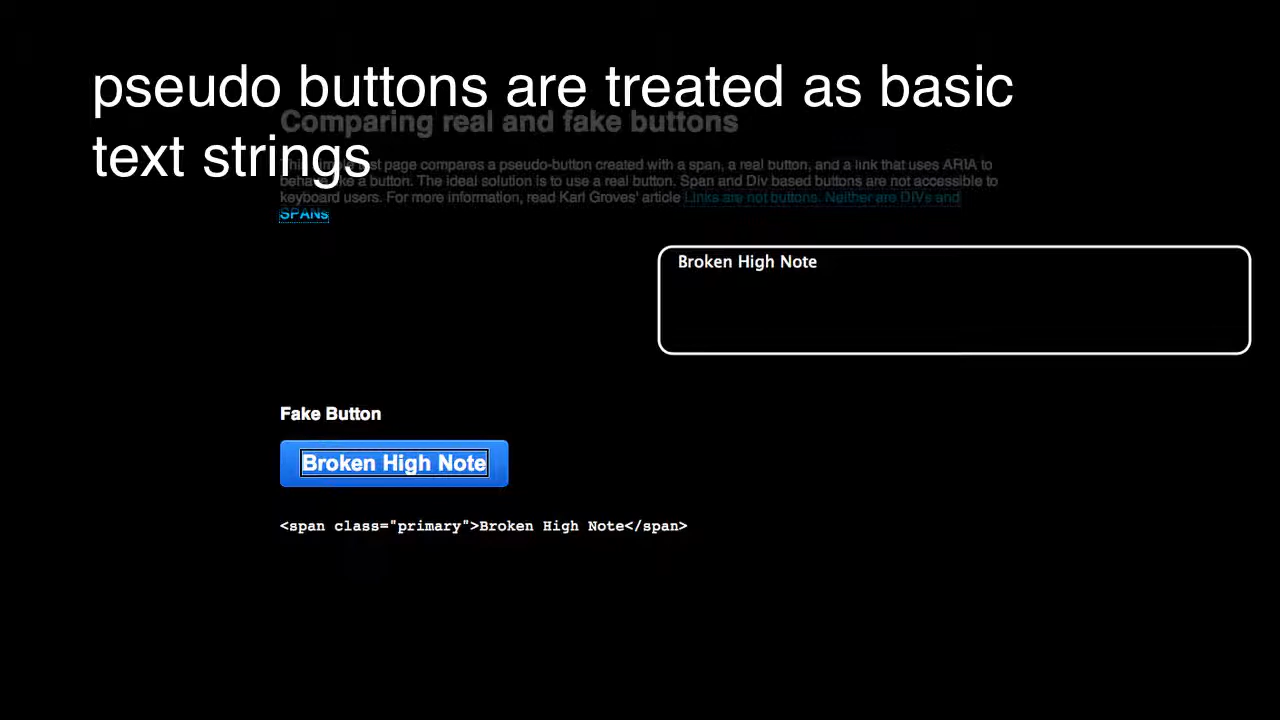 pseudo buttons are treated as basic
text strings
Comparing real and fake buttons
test page compares a pseudo-button created with a span, a real button, and a link that uses ARIA to
behave like a button. The ideal solution is to use a real button. Span and Div based buttons are not accessible to
keyboard users. For more information, read Karl Groves' article Links are not buttons. Neither are DIVs and
SPANs
Broken High Note
Fake Button
Broken High Note
<span class="primary">Broken High Note</span>